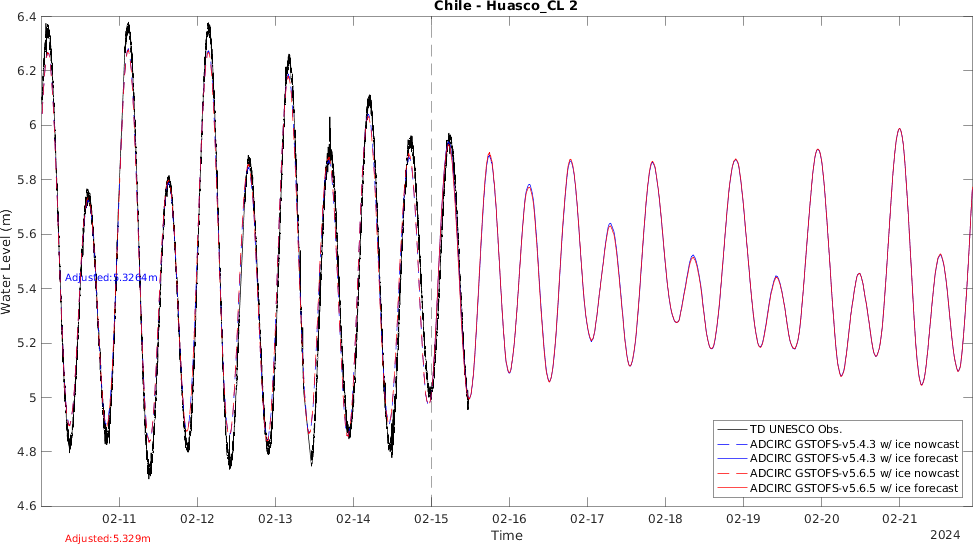 Chile - Huasco_CL 2
6.4
6.2
6
5.8
5.6
5.4
5.2
5
4.8
4.6
Water Level (m)
Adjusted:5.3264m
TD UNESCO Obs.
ADCIRC GSTOFS-v5.4.3 w/ ice nowcast
ADCIRC GSTOFS-v5.4.3 w/ ice forecast
ADCIRC GSTOFS-v5.6.5 w/ ice nowcast
ADCIRC GSTOFS-v5.6.5 w/ ice forecast
02-11 02-12 02-13 02-14 02-15 02-16 02-17 02-18 02-19 02-20 02-21
Time
2024
Adjusted:5.329m